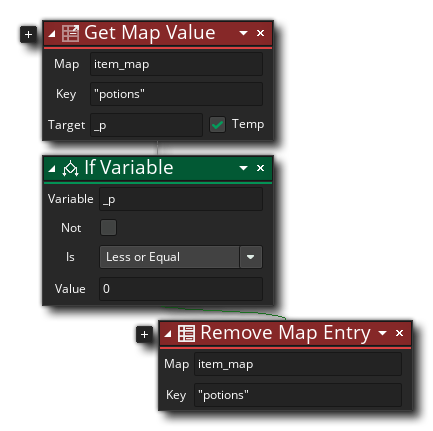 Get Map Value
Map item_map
Key "potions"
Target _p Temp
If Variable
Variable _p
Not
Is Less or Equal
Value 0
Remove Map Entry
Map item_map
Key "potions"